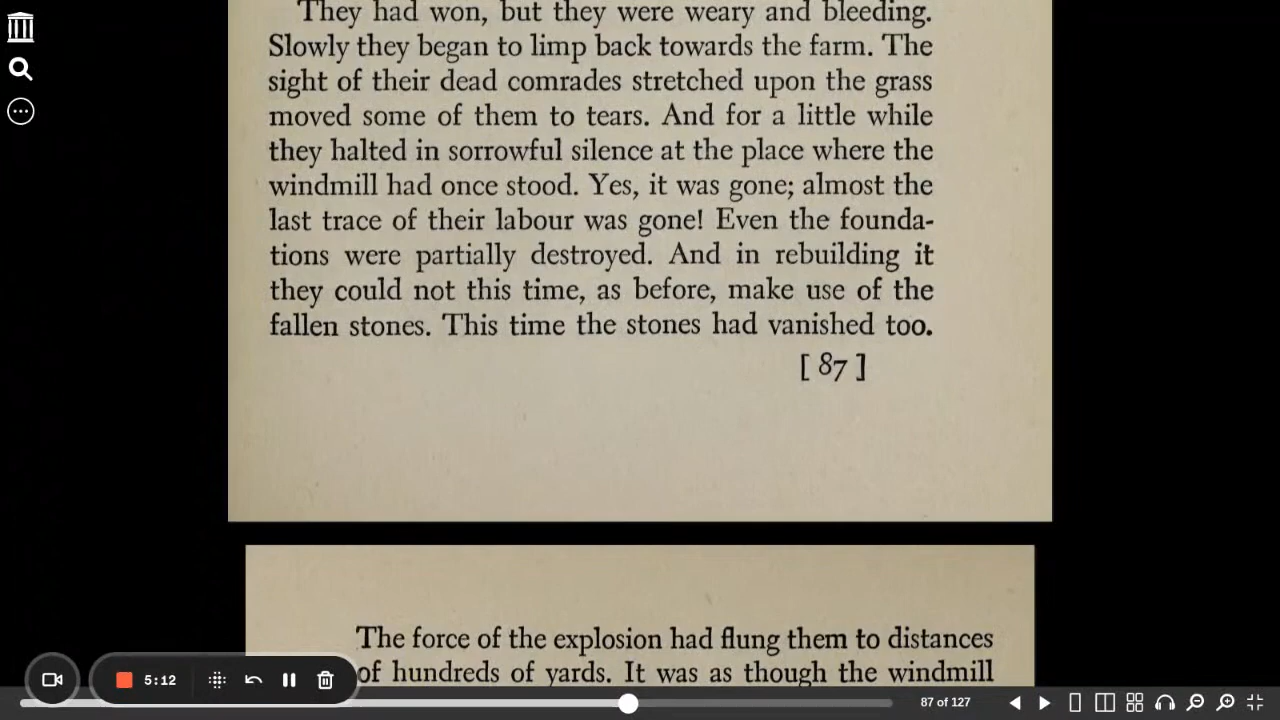 They had won, but they were weary and bleeding.
Slowly they began to limp back towards the farm. The
sight of their dead comrades stretched upon the grass
moved some of them to tears. And for a little while
they halted in sorrowful silence at the place where the
windmill had once stood. Yes, it was gone; almost the
last trace of their labour was gone! Even the founda-
tions were partially destroyed. And in rebuilding it
they could not this time, as before, make use of the
fallen stones. This time the stones had vanished too.
[ 87 ]
The force of the explosion had flung them to distances
of hundreds of yards. It was as though the windmill
5:12
87 of 127